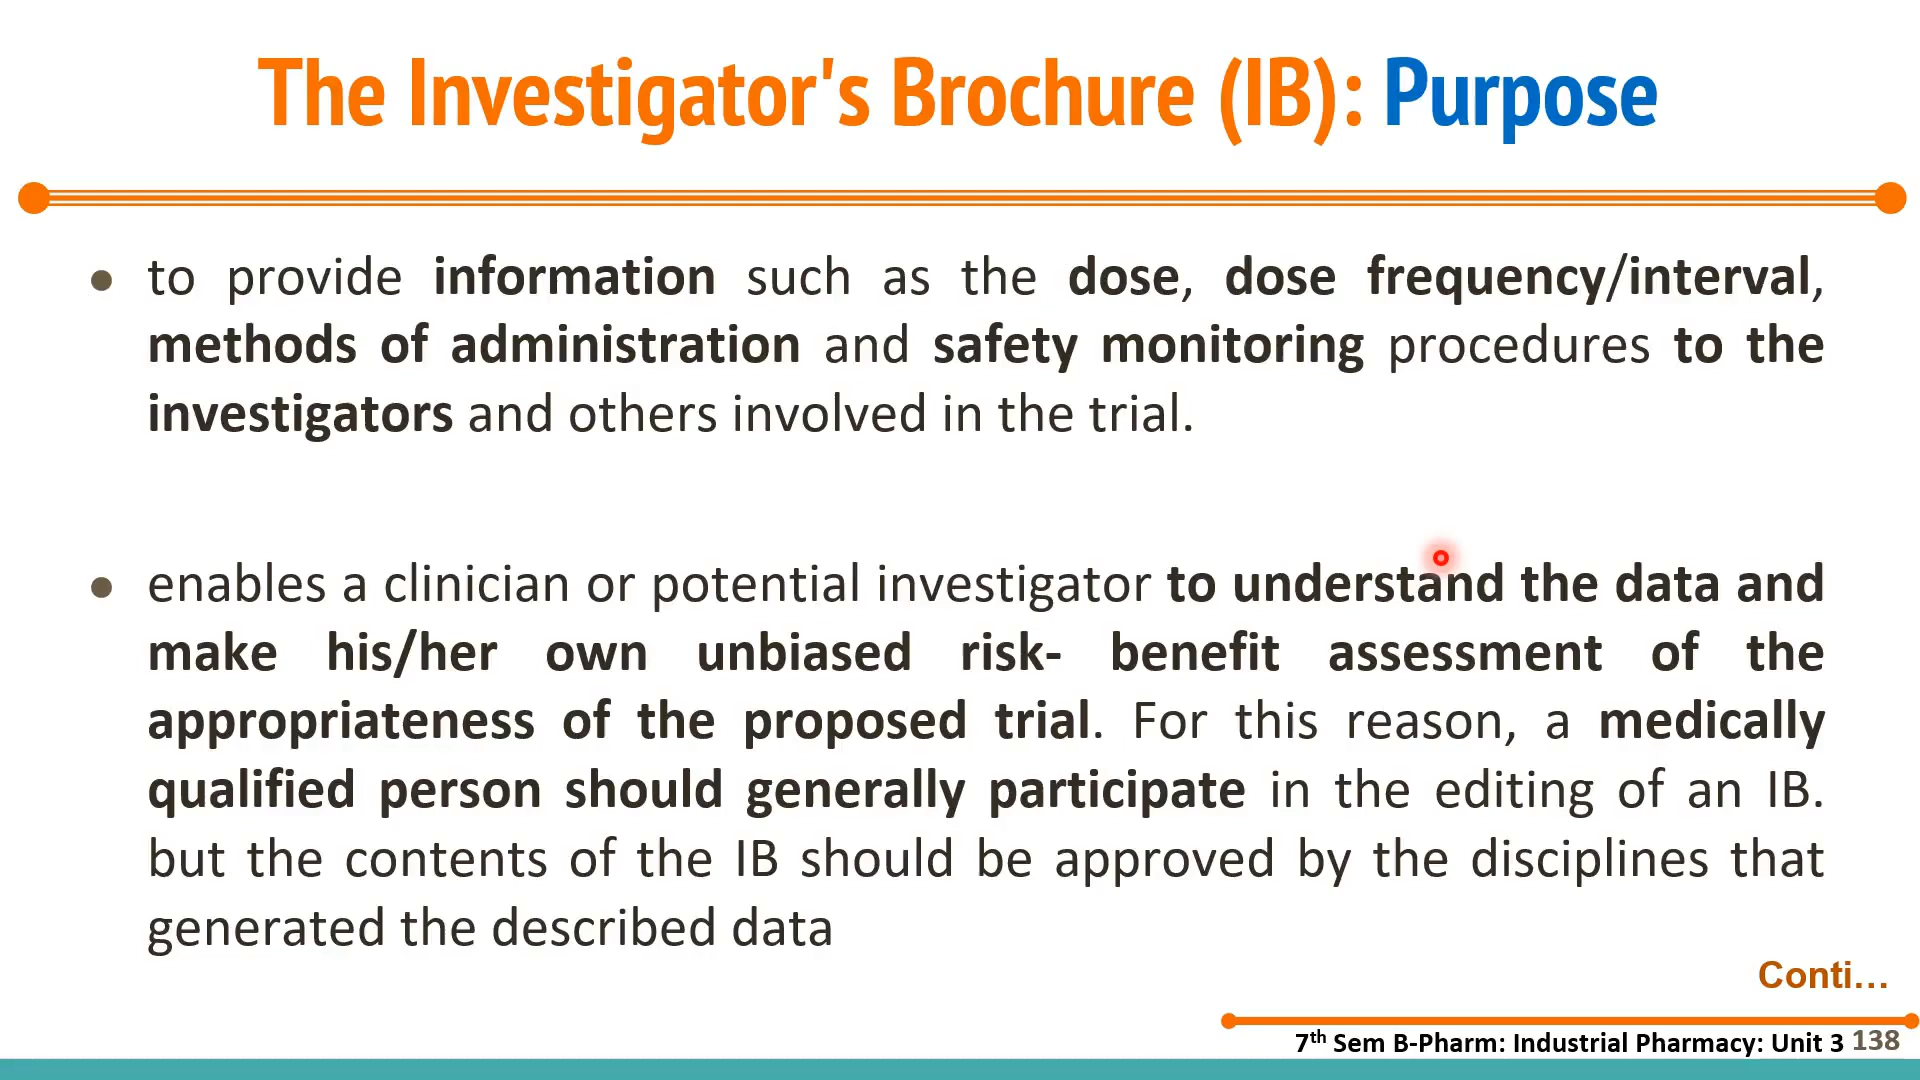 The Investigator's Brochure (IB): Purpose
• to provide information such as the dose, dose frequency/interval,
methods of administration and safety monitoring procedures to the
investigators and others involved in the trial.
• enables a clinician or potential investigator to understand the data and
make his/her own unbiased risk- benefit assessment of the
appropriateness of the proposed trial. For this reason, a medically
qualified person should generally participate in the editing of an IB.
but the contents of the IB should be approved by the disciplines that
generated the described data
Conti...
7th Sem B-Pharm: Industrial Pharmacy: Unit 3 138